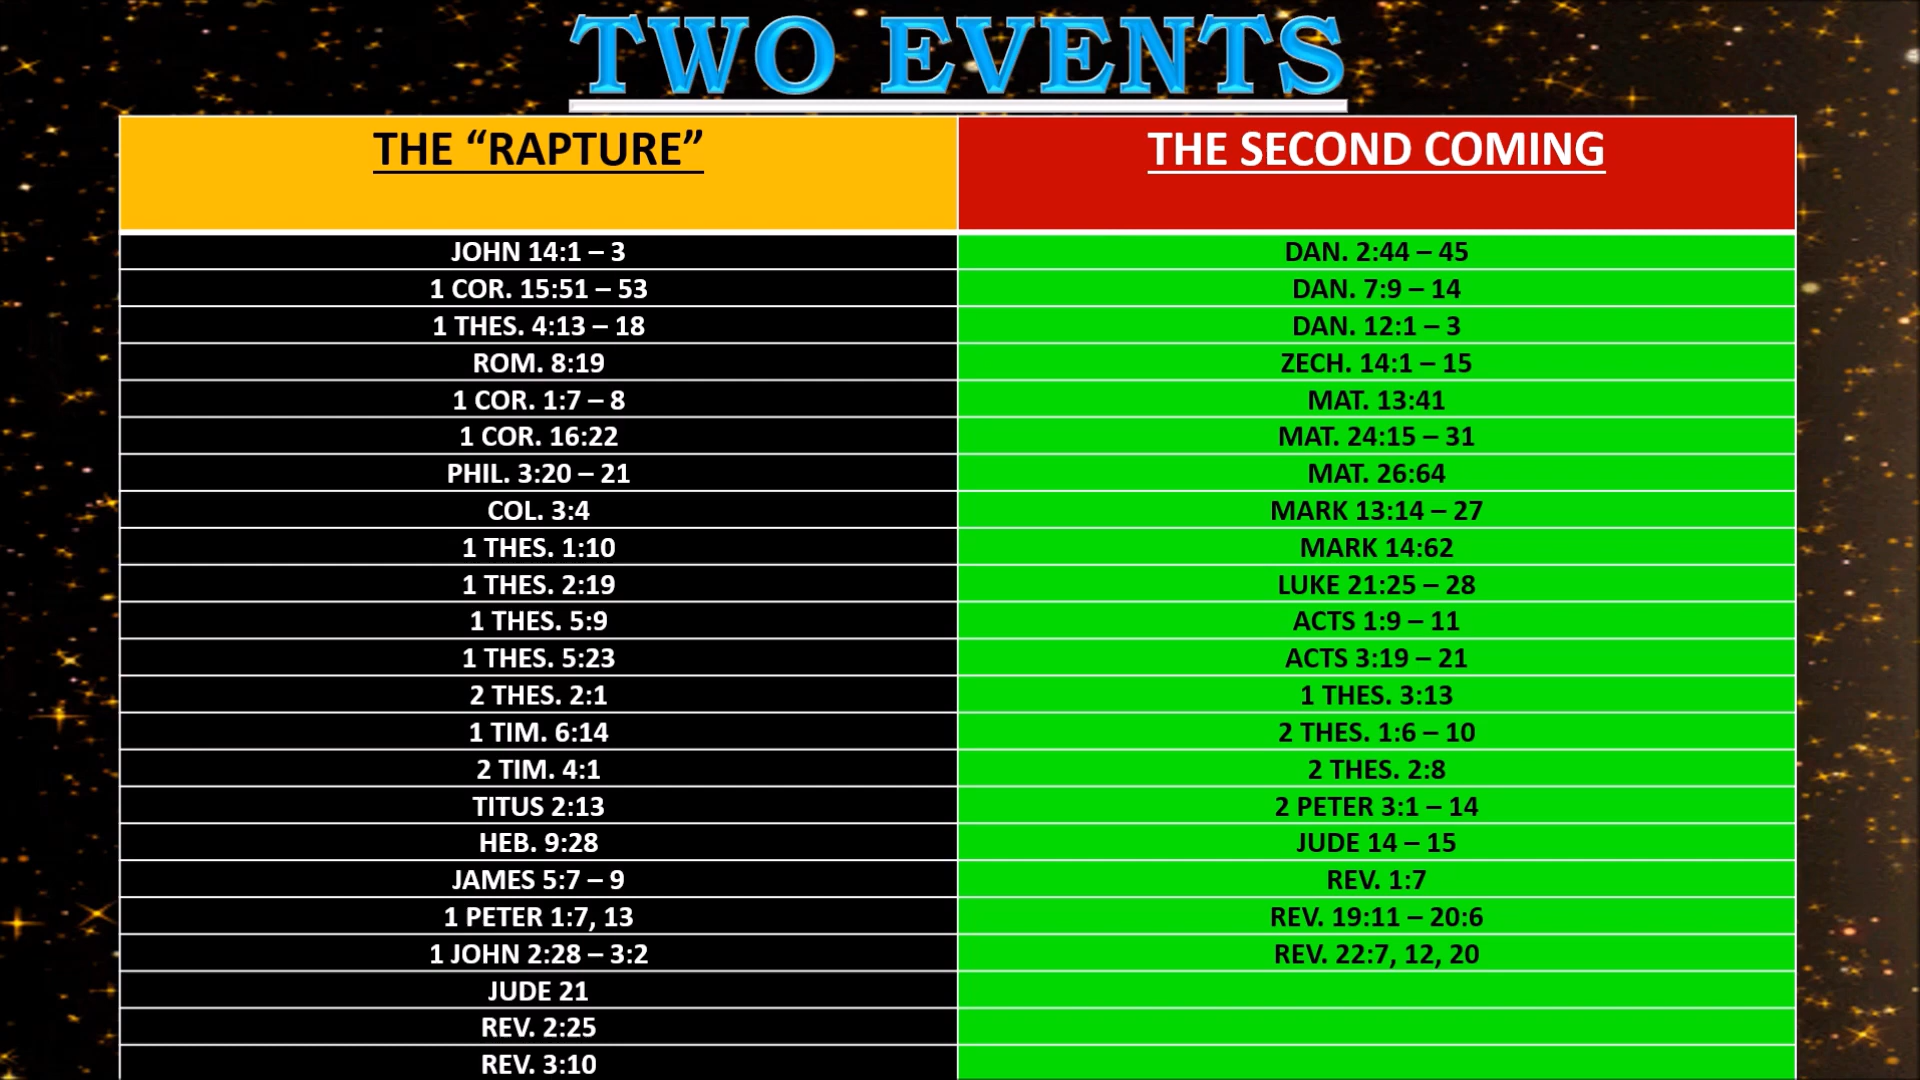 TWO EVENTS
THE “RAPTURE” THE SECOND COMING
JOHN 14:1 – 3 DAN. 2:44 – 45
1 COR. 15:51 – 53 DAN. 7:9 – 14
1 THES. 4:13 – 18 DAN. 12:1 – 3
ROM. 8:19 ZECH. 14:1 – 15
1 COR. 1:7 – 8 MAT. 13:41
1 COR. 16:22 MAT. 24:15 – 31
PHIL. 3:20 – 21 MAT. 26:64
COL. 3:4 MARK 13:14 – 27
1 THES. 1:10 MARK 14:62
1 THES. 2:19 LUKE 21:25 – 28
1 THES. 5:9 ACTS 1:9 – 11
1 THES. 5:23 ACTS 3:19 – 21
2 THES. 2:1 1 THES. 3:13
1 TIM. 6:14 2 THES. 1:6 – 10
2 TIM. 4:1 2 THES. 2:8
TITUS 2:13 2 PETER 3:1 – 14
HEB. 9:28 JUDE 14 – 15
JAMES 5:7 – 9 REV. 1:7
1 PETER 1:7, 13 REV. 19:11 – 20:6
1 JOHN 2:28 – 3:2 REV. 22:7, 12, 20
JUDE 21
REV. 2:25
REV. 3:10